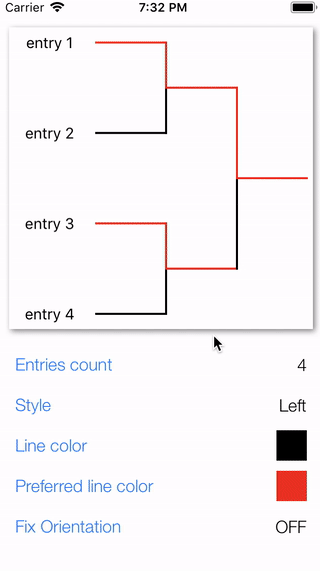 Carrier 7:32 PM
entry 1
entry 2
entry 3
entry 4
Entries count 4
Style Left
Line color
Preferred line color
Fix Orientation OFF